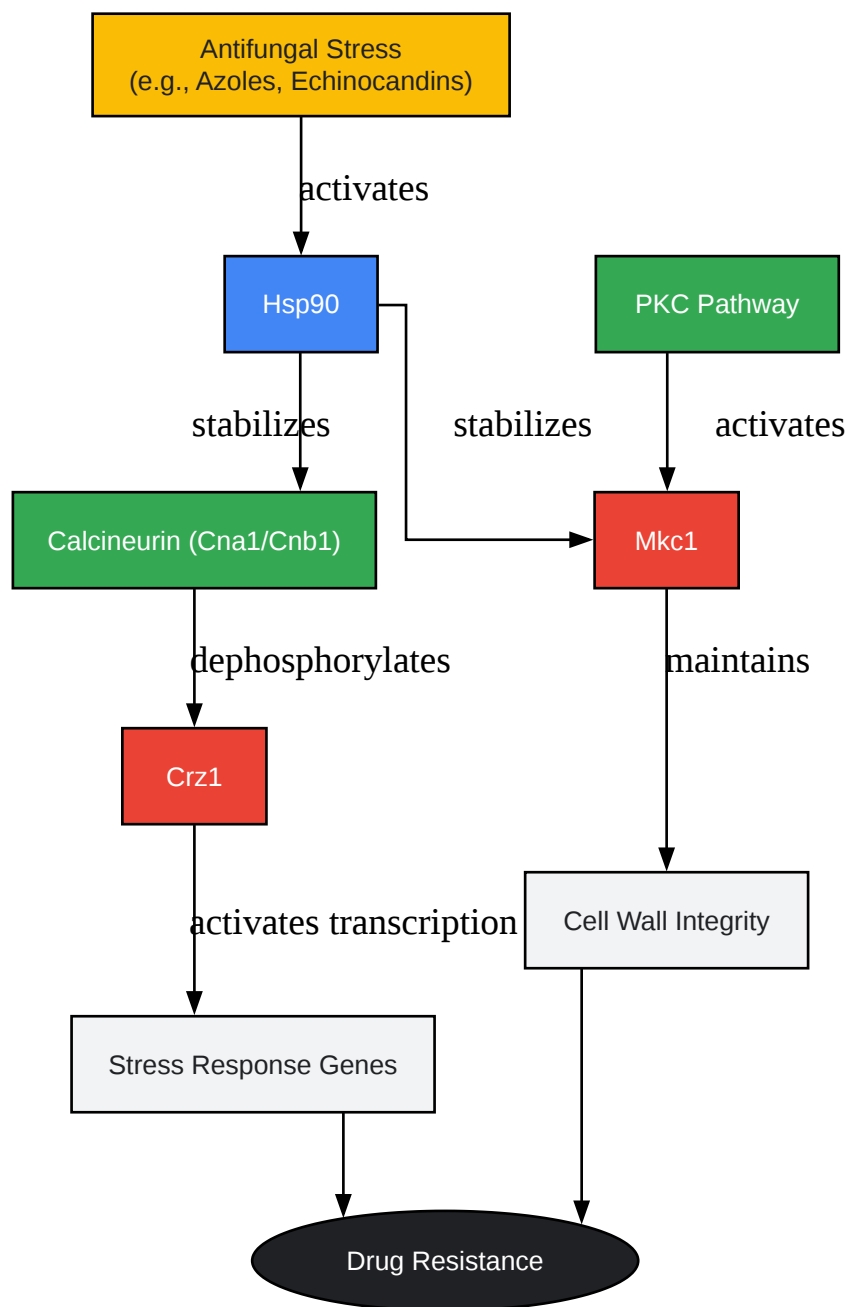 Antifungal Stress
(e.g., Azoles, Echinocandins)
activates
Hsp90
PKC Pathway
stabilizes
stabilizes
activates
Calcineurin (Cna1/Cnb1)
Mkc1
dephosphorylates
maintains
Crz1
activates transcription
Cell Wall Integrity
Stress Response Genes
Drug Resistance